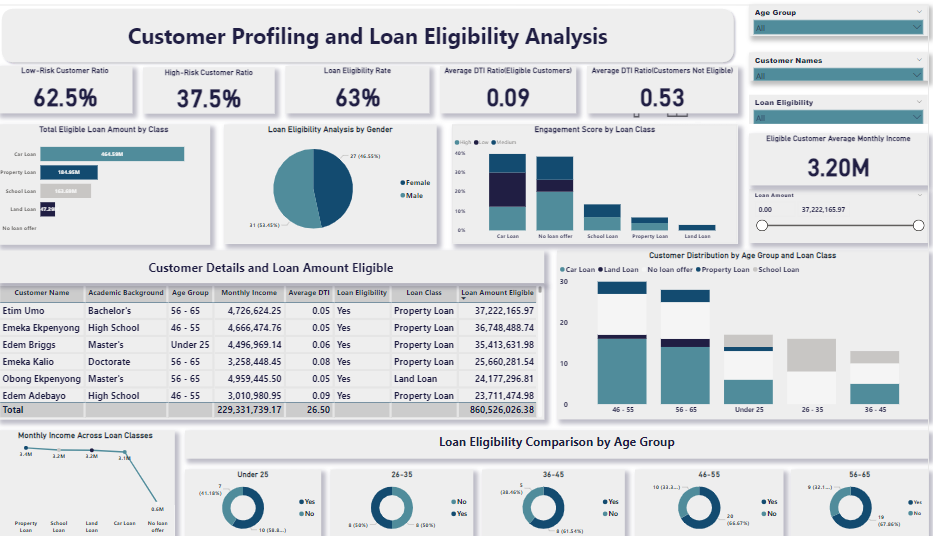 Customer Profiling and Loan Eligibility Analysis
Age Group
All
Customer Names
All
Loan Eligibility
All
Low-Risk Customer Ratio
62.5%
High-Risk Customer Ratio
37.5%
Loan Eligibility Rate
63%
Average DTI Ratio(Eligible Customers)
0.09
Average DTI Ratio(Customers Not Eligible)
0.53
Eligible Customer Average Monthly Income
3.20M
Loan Amount
0.00 37,222,165.97
Total Eligible Loan Amount by Class
Car Loan 464.59M
Property Loan 184.95M
School Loan
Land Loan
No loan offer
Loan Eligibility Analysis by Gender
27 (46.55%)
31 (53.45%)
Female
Male
Engagement Score by Loan Class
High Low Medium
40%
30%
20%
10%
0%
Car Loan No loan offer School Loan Property Loan Land Loan
Customer Details and Loan Amount Eligible
Customer Name Academic Background Age Group Monthly Income Average DTI Loan Eligibility Loan Class Loan Amount Eligible
Etim Umo Bachelor's 56 - 65 4,726,624.25 0.05 Yes Property Loan 37,222,165.97
Emeka Ekpenyong High School 46 - 55 4,666,474.76 0.05 Yes Property Loan 36,748,488.74
Edem Briggs Master's Under 25 4,496,969.14 0.06 Yes Property Loan 35,413,631.98
Emeka Kalio Doctorate 56 - 65 3,258,448.45 0.08 Yes Property Loan 25,660,281.54
Obong Ekpenyong Master's 56 - 65 4,959,445.50 0.05 Yes Land Loan 24,177,296.81
Edem Adebayo High School 46 - 55 3,010,980.95 0.09 Yes Property Loan 23,711,474.98
Total 229,331,739.17 26.50 860,526,026.38
Customer Distribution by Age Group and Loan Class
Car Loan Land Loan No loan offer Property Loan School Loan
30
20
10
0
46 - 55 56 - 65 Under 25 26 - 35 36 - 45
Monthly Income Across Loan Classes
3.4M 3.2M 3.2M 3.1M
0.6M
Property Loan School Loan Land Loan Car Loan No loan offer
Loan Eligibility Comparison by Age Group
Under 25
7 (41.18%)
10 (58.8...)
Yes
No
26-35
8 (50%)
8 (50%)
No
Yes
36-45
5 (38.46%)
8 (61.54%)
Yes
No
46-55
10 (33.3...)
20 (66.67%)
Yes
No
56-65
9 (32.1...)
19 (67.86%)
Yes
No